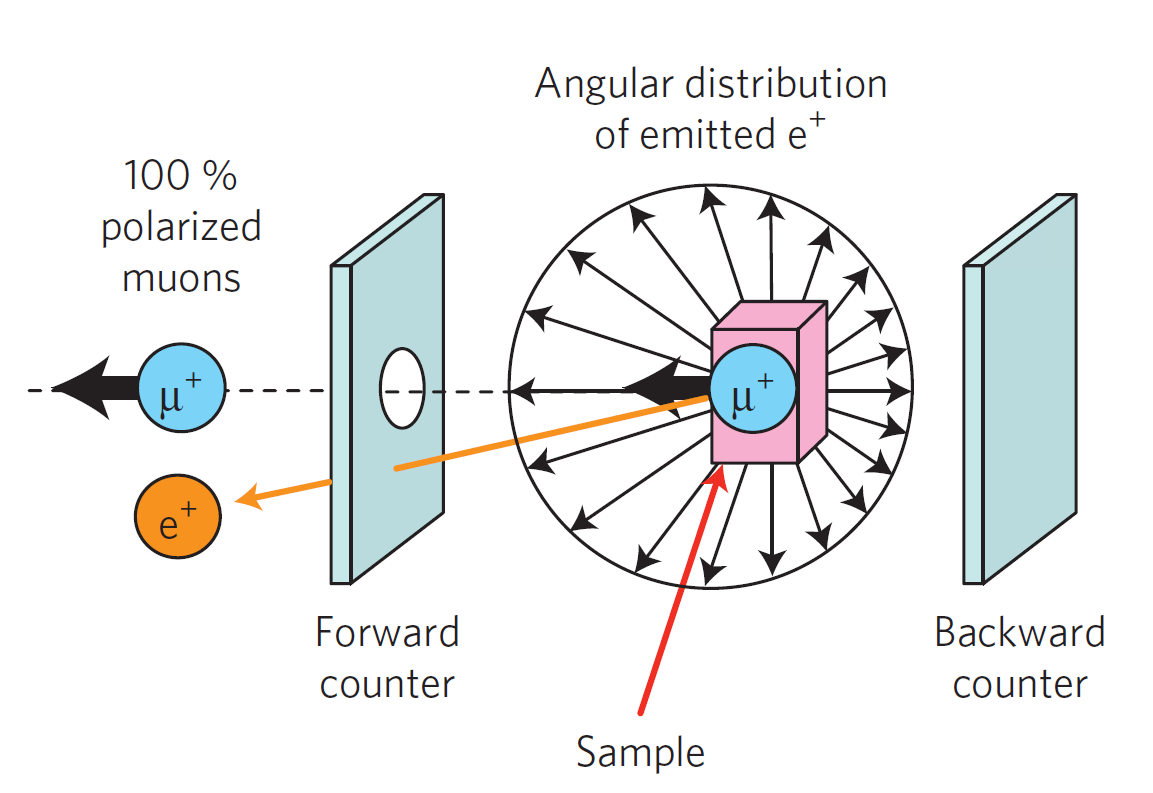 Angular distribution
of emitted e⁺
100 %
polarized
muons
μ⁺
μ⁺
e⁺
Forward
counter
Backward
counter
Sample